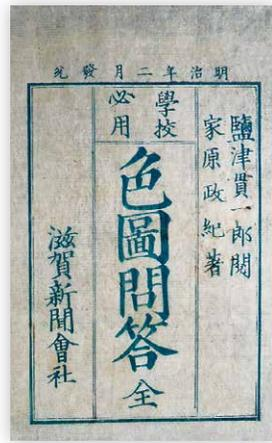 明治年二月發兌
鹽津貫一郎閲
家原政紀著
學校
必用
色圖問答 全
滋賀新聞會社